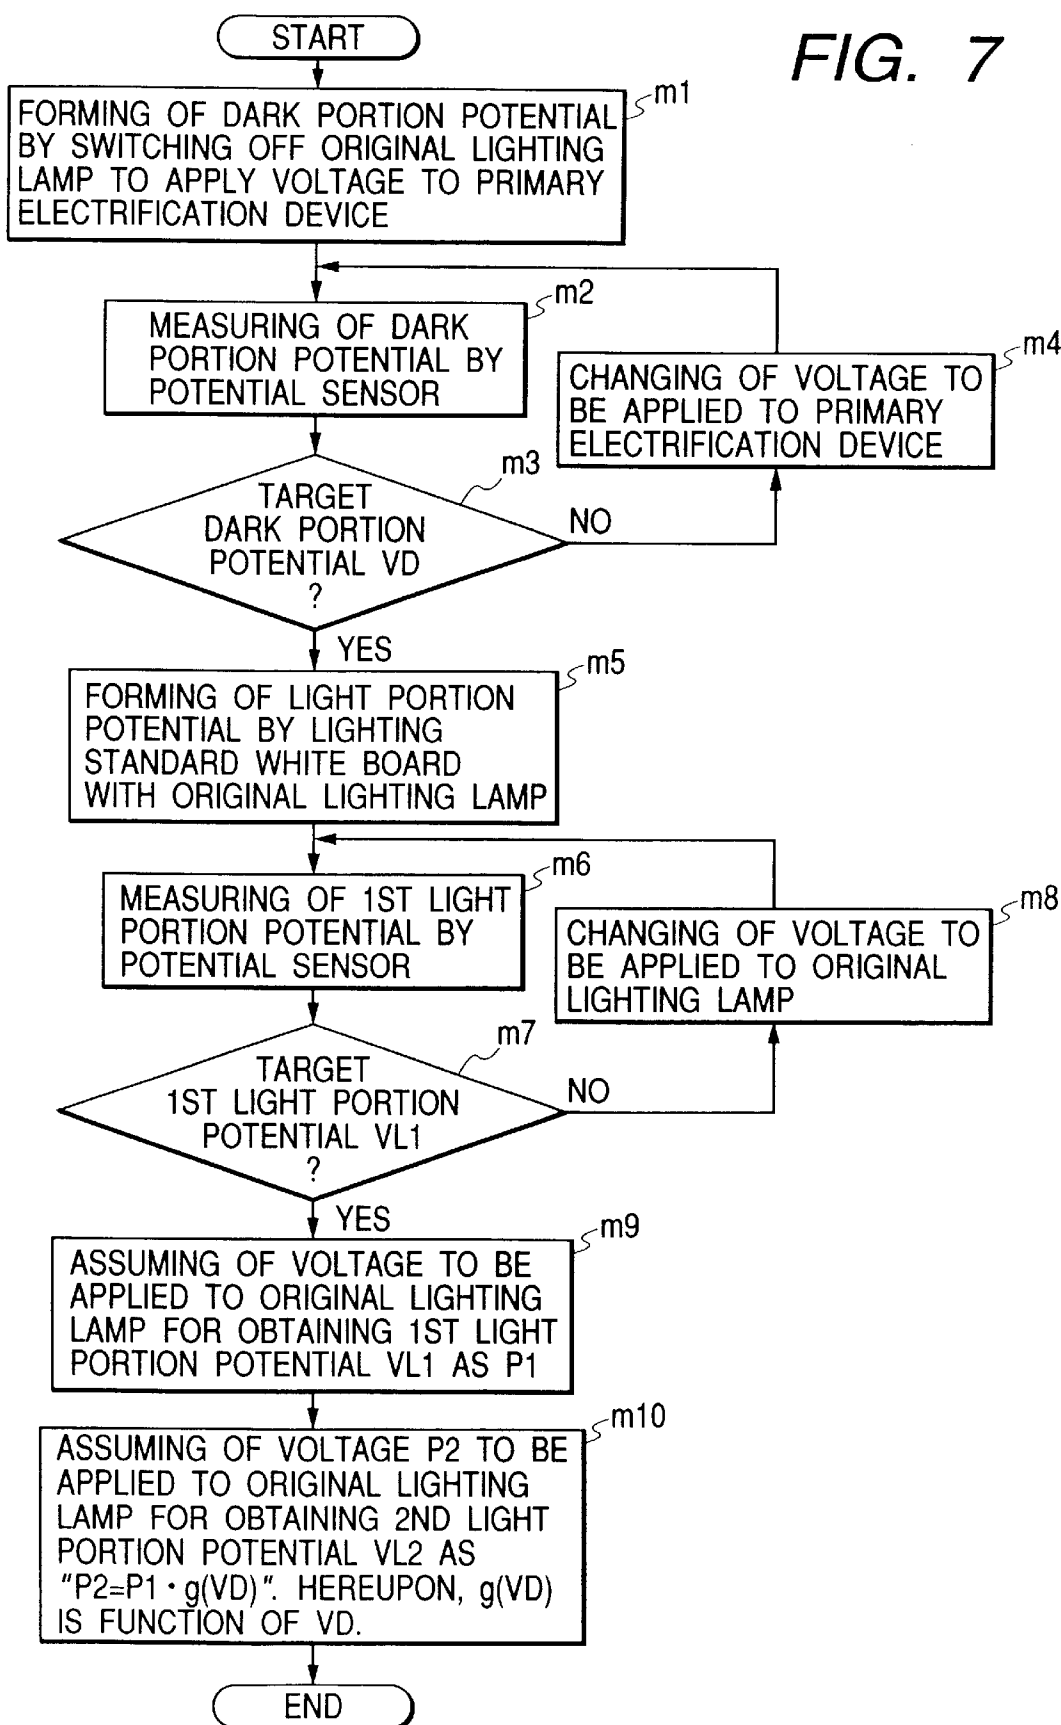 FIG. 7
START
m1
FORMING OF DARK PORTION POTENTIAL
BY SWITCHING OFF ORIGINAL LIGHTING
LAMP TO APPLY VOLTAGE TO PRIMARY
ELECTRIFICATION DEVICE
m2
MEASURING OF DARK
PORTION POTENTIAL BY
POTENTIAL SENSOR
m4
CHANGING OF VOLTAGE TO
BE APPLIED TO PRIMARY
ELECTRIFICATION DEVICE
m3
TARGET
DARK PORTION
POTENTIAL VD
?
NO
YES
m5
FORMING OF LIGHT PORTION
POTENTIAL BY LIGHTING
STANDARD WHITE BOARD
WITH ORIGINAL LIGHTING LAMP
m6
MEASURING OF 1ST LIGHT
PORTION POTENTIAL BY
POTENTIAL SENSOR
m8
CHANGING OF VOLTAGE TO
BE APPLIED TO ORIGINAL
LIGHTING LAMP
m7
TARGET
1ST LIGHT PORTION
POTENTIAL VL1
?
NO
YES
m9
ASSUMING OF VOLTAGE TO BE
APPLIED TO ORIGINAL LIGHTING
LAMP FOR OBTAINING 1ST LIGHT
PORTION POTENTIAL VL1 AS P1
m10
ASSUMING OF VOLTAGE P2 TO BE
APPLIED TO ORIGINAL LIGHTING
LAMP FOR OBTAINING 2ND LIGHT
PORTION POTENTIAL VL2 AS
"P2=P1・g(VD)". HEREUPON, g(VD)
IS FUNCTION OF VD.
END